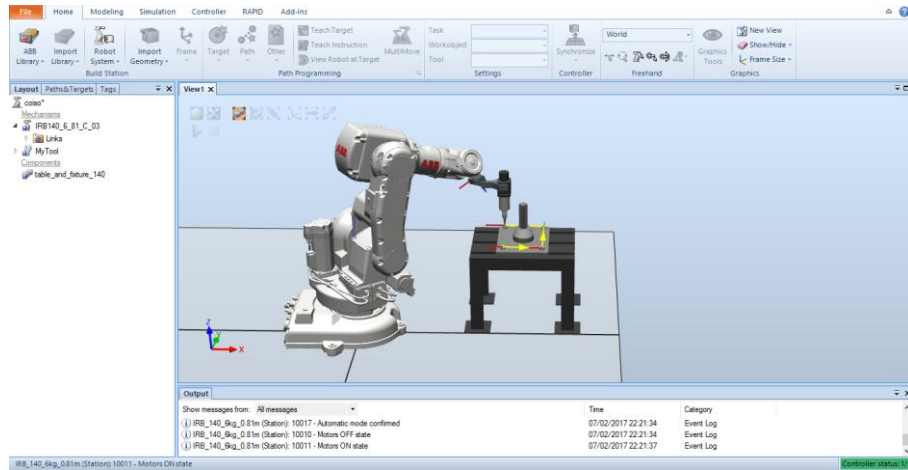 File Home Modeling Simulation Controller RAPID Add-Ins
ABB Library Import Library Robot System Import Geometry Frame Target Path Other Teach Target Teach Instruction View Robot at Target MultiMove Task Workobject Tool Synchronize World Graphics Tools New View Show/Hide Frame Size
Build Station Path Programming Settings Controller Freehand Graphics
Layout Paths&Targets Tags View1
coiso*
Mechanisms
IRB140_6_81_C_03
Links
MyTool
Components
table_and_fixture_140
ABB
ABB
Z
Y
X
Output
Show messages from: All messages Time Category
IRB_140_6kg_0.81m (Station): 10017 - Automatic mode confirmed 07/02/2017 22:21:34 Event Log
IRB_140_6kg_0.81m (Station): 10010 - Motors OFF state 07/02/2017 22:21:34 Event Log
IRB_140_6kg_0.81m (Station): 10011 - Motors ON state 07/02/2017 22:21:37 Event Log
IRB_140_6kg_0.81m (Station): 10011 - Motors ON state Controller status: 1/